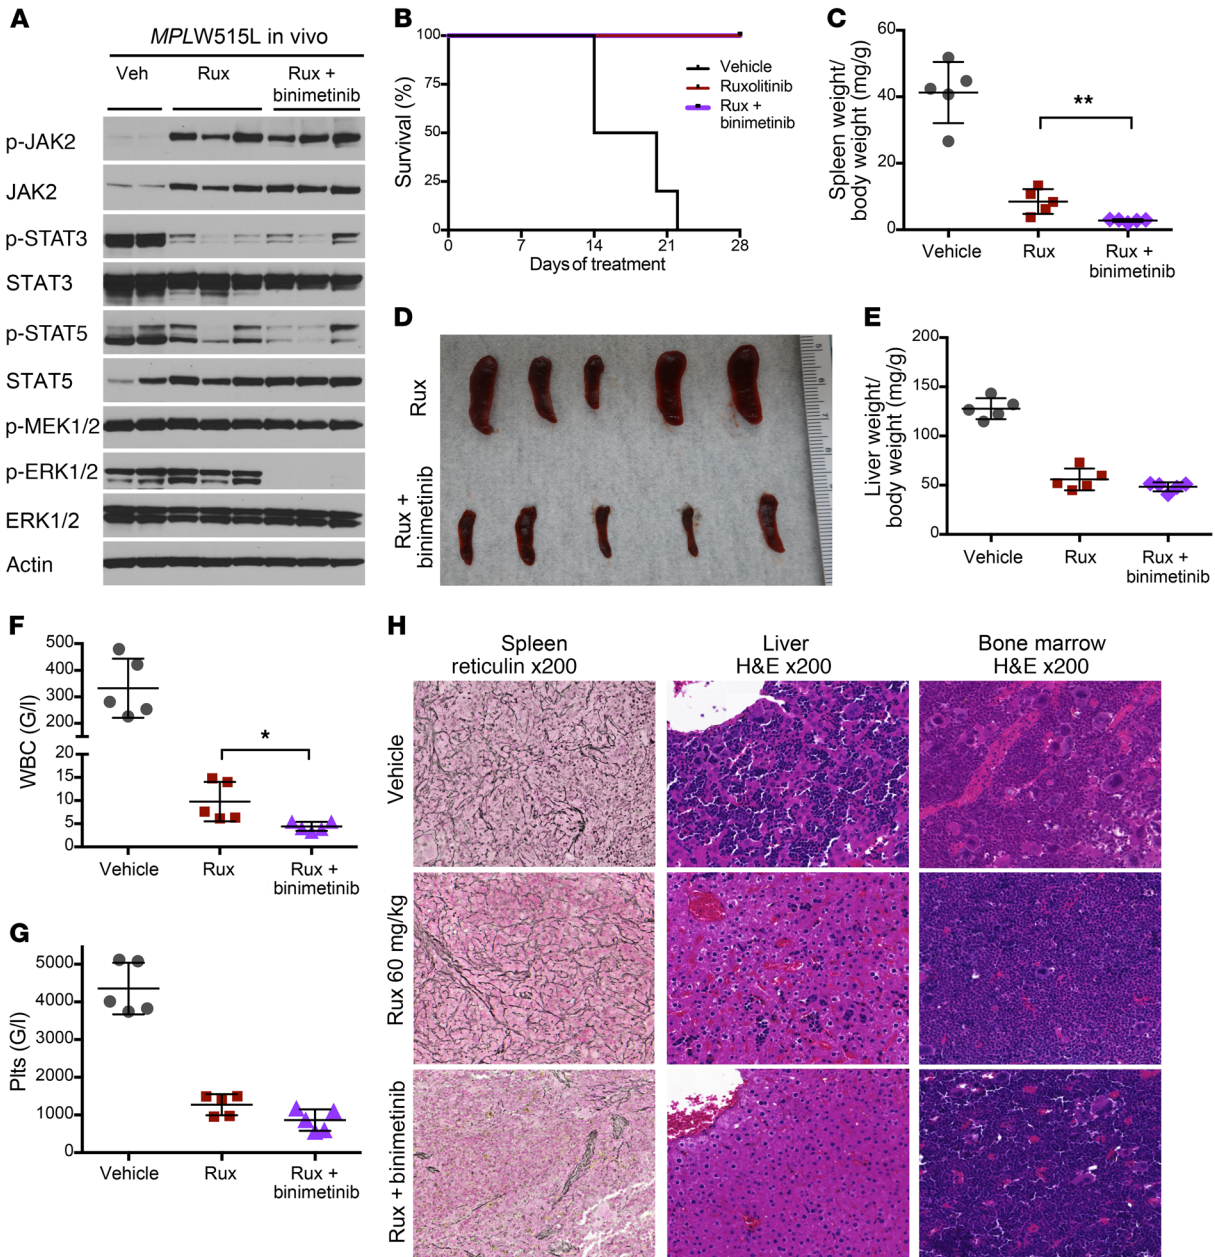 A
MPLW515L in vivo
Veh
Rux
Rux +
binimetinib
p-JAK2
JAK2
p-STAT3
STAT3
p-STAT5
STAT5
p-MEK1/2
p-ERK1/2
ERK1/2
Actin
B
Survival (%)
100
75
50
25
0
0 7 14 21 28
Days of treatment
Vehicle
Ruxolitinib
Rux +
binimetinib
C
Spleen weight/
body weight (mg/g)
60
40
20
0
**
Vehicle
Rux
Rux +
binimetinib
D
Rux
Rux +
binimetinib
E
Liver weight/
body weight (mg/g)
200
150
100
50
0
Vehicle
Rux
Rux +
binimetinib
F
WBC (G/l)
500
400
300
200
20
15
10
5
0
*
Vehicle
Rux
Rux +
binimetinib
G
Plts (G/l)
5000
4000
3000
2000
1000
0
Vehicle
Rux
Rux +
binimetinib
H
Spleen
reticulin x200
Liver
H&E x200
Bone marrow
H&E x200
Vehicle
Rux 60 mg/kg
Rux + binimetinib